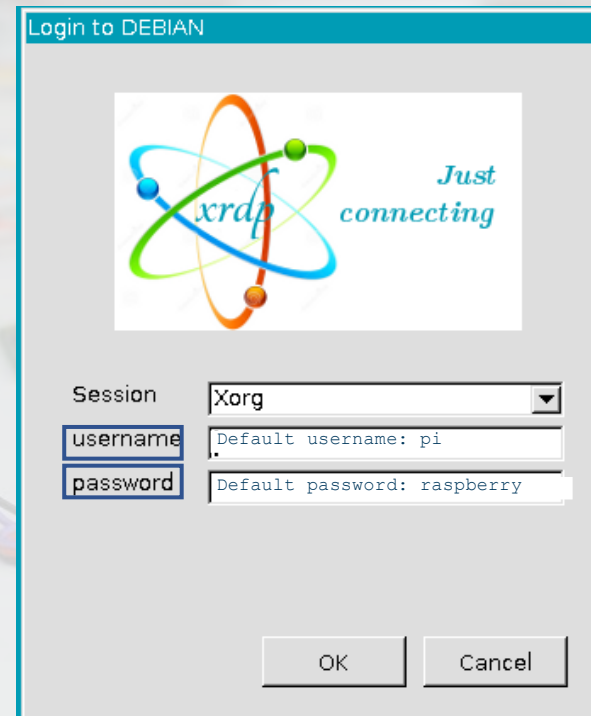 Login to DEBIAN
xrdp
Just
connecting
Session
Xorg
username
Default username: pi
password
Default password: raspberry
OK
Cancel